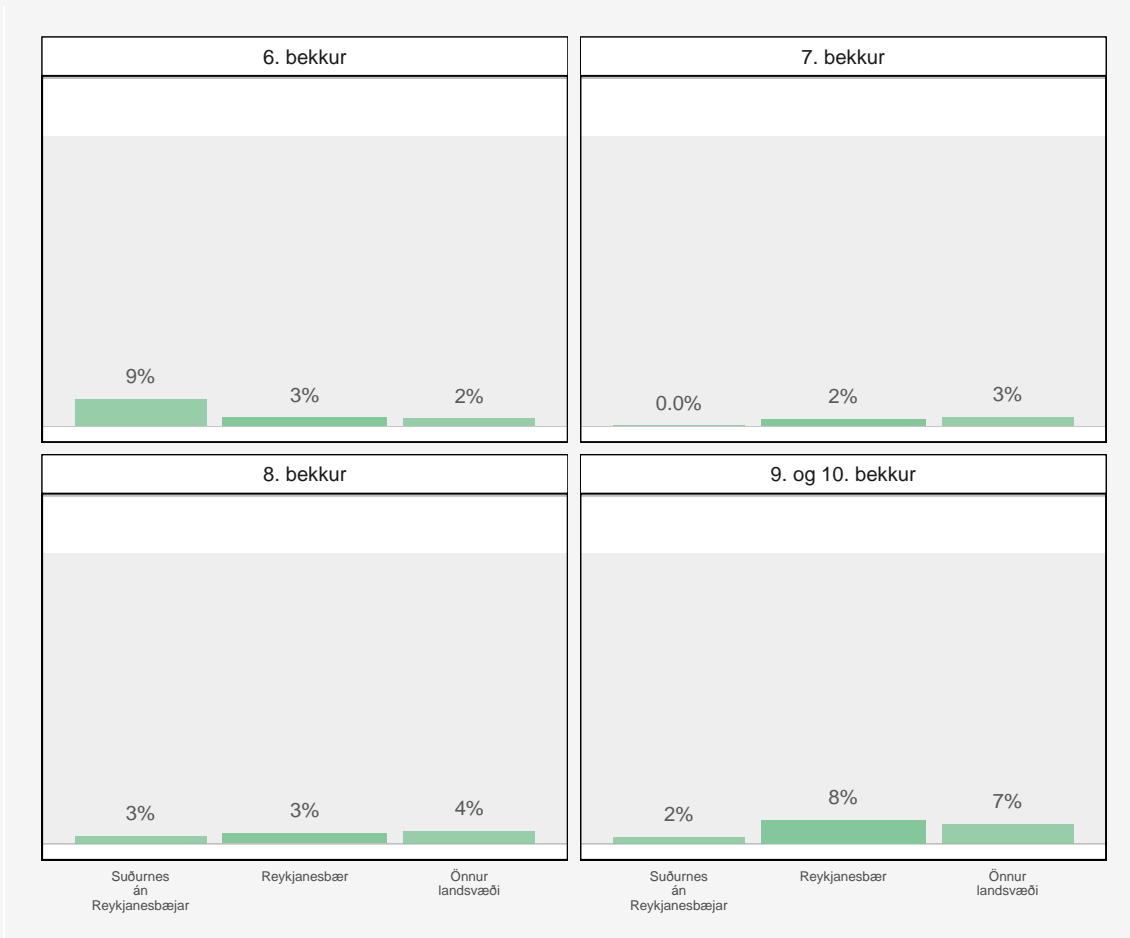 6. bekkur
9%
3%
2%
7. bekkur
0.0%
2%
3%
8. bekkur
3%
3%
4%
Suðurnes
án
Reykjanesbæjar
Reykjanesbær
Önnur
landsvæði
9. og 10. bekkur
2%
8%
7%
Suðurnes
án
Reykjanesbæjar
Reykjanesbær
Önnur
landsvæði